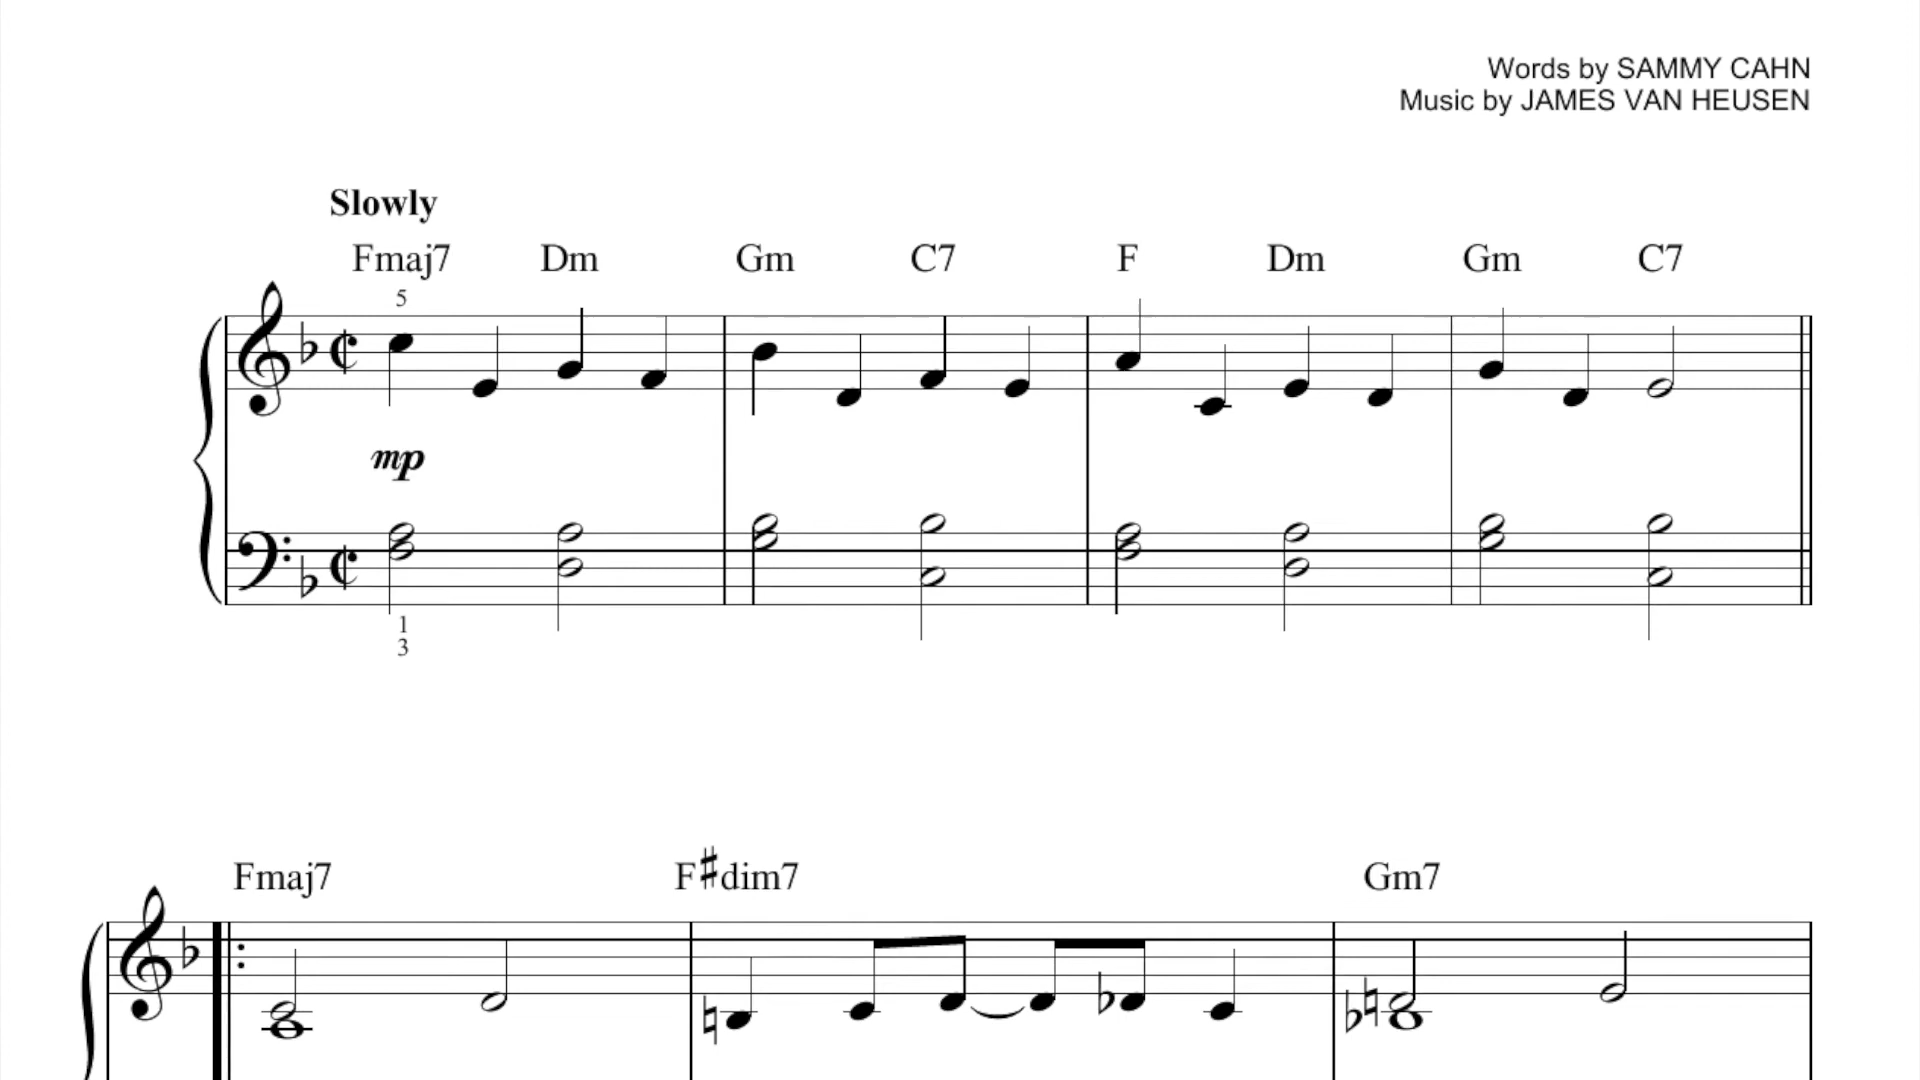 Words by SAMMY CAHN
Music by JAMES VAN HEUSEN
Slowly
Fmaj7 Dm Gm C7 F Dm Gm C7
5
mp
1
3
Fmaj7 F♯dim7 Gm7